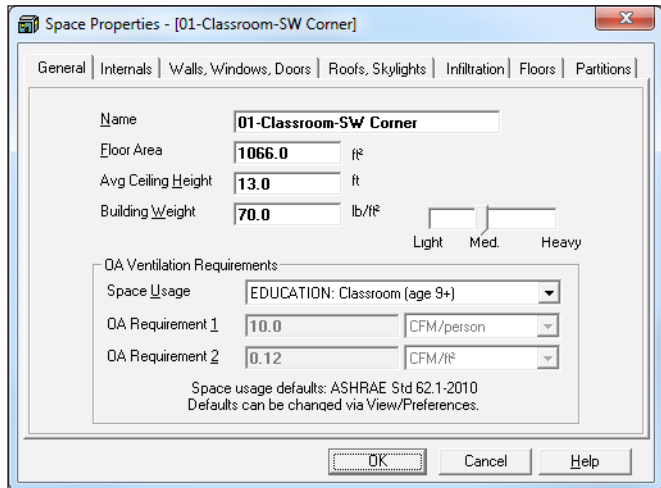 Space Properties - [01-Classroom-SW Corner]
X
General Internals Walls, Windows, Doors Roofs, Skylights Infiltration Floors Partitions
Name 01-Classroom-SW Corner
Floor Area 1066.0 ft²
Avg Ceiling Height 13.0 ft
Building Weight 70.0 lb/ft²
Light Med. Heavy
OA Ventilation Requirements
Space Usage EDUCATION: Classroom (age 9+)
OA Requirement 1 10.0 CFM/person
OA Requirement 2 0.12 CFM/ft²
Space usage defaults: ASHRAE Std 62.1-2010
Defaults can be changed via View/Preferences.
OK Cancel Help